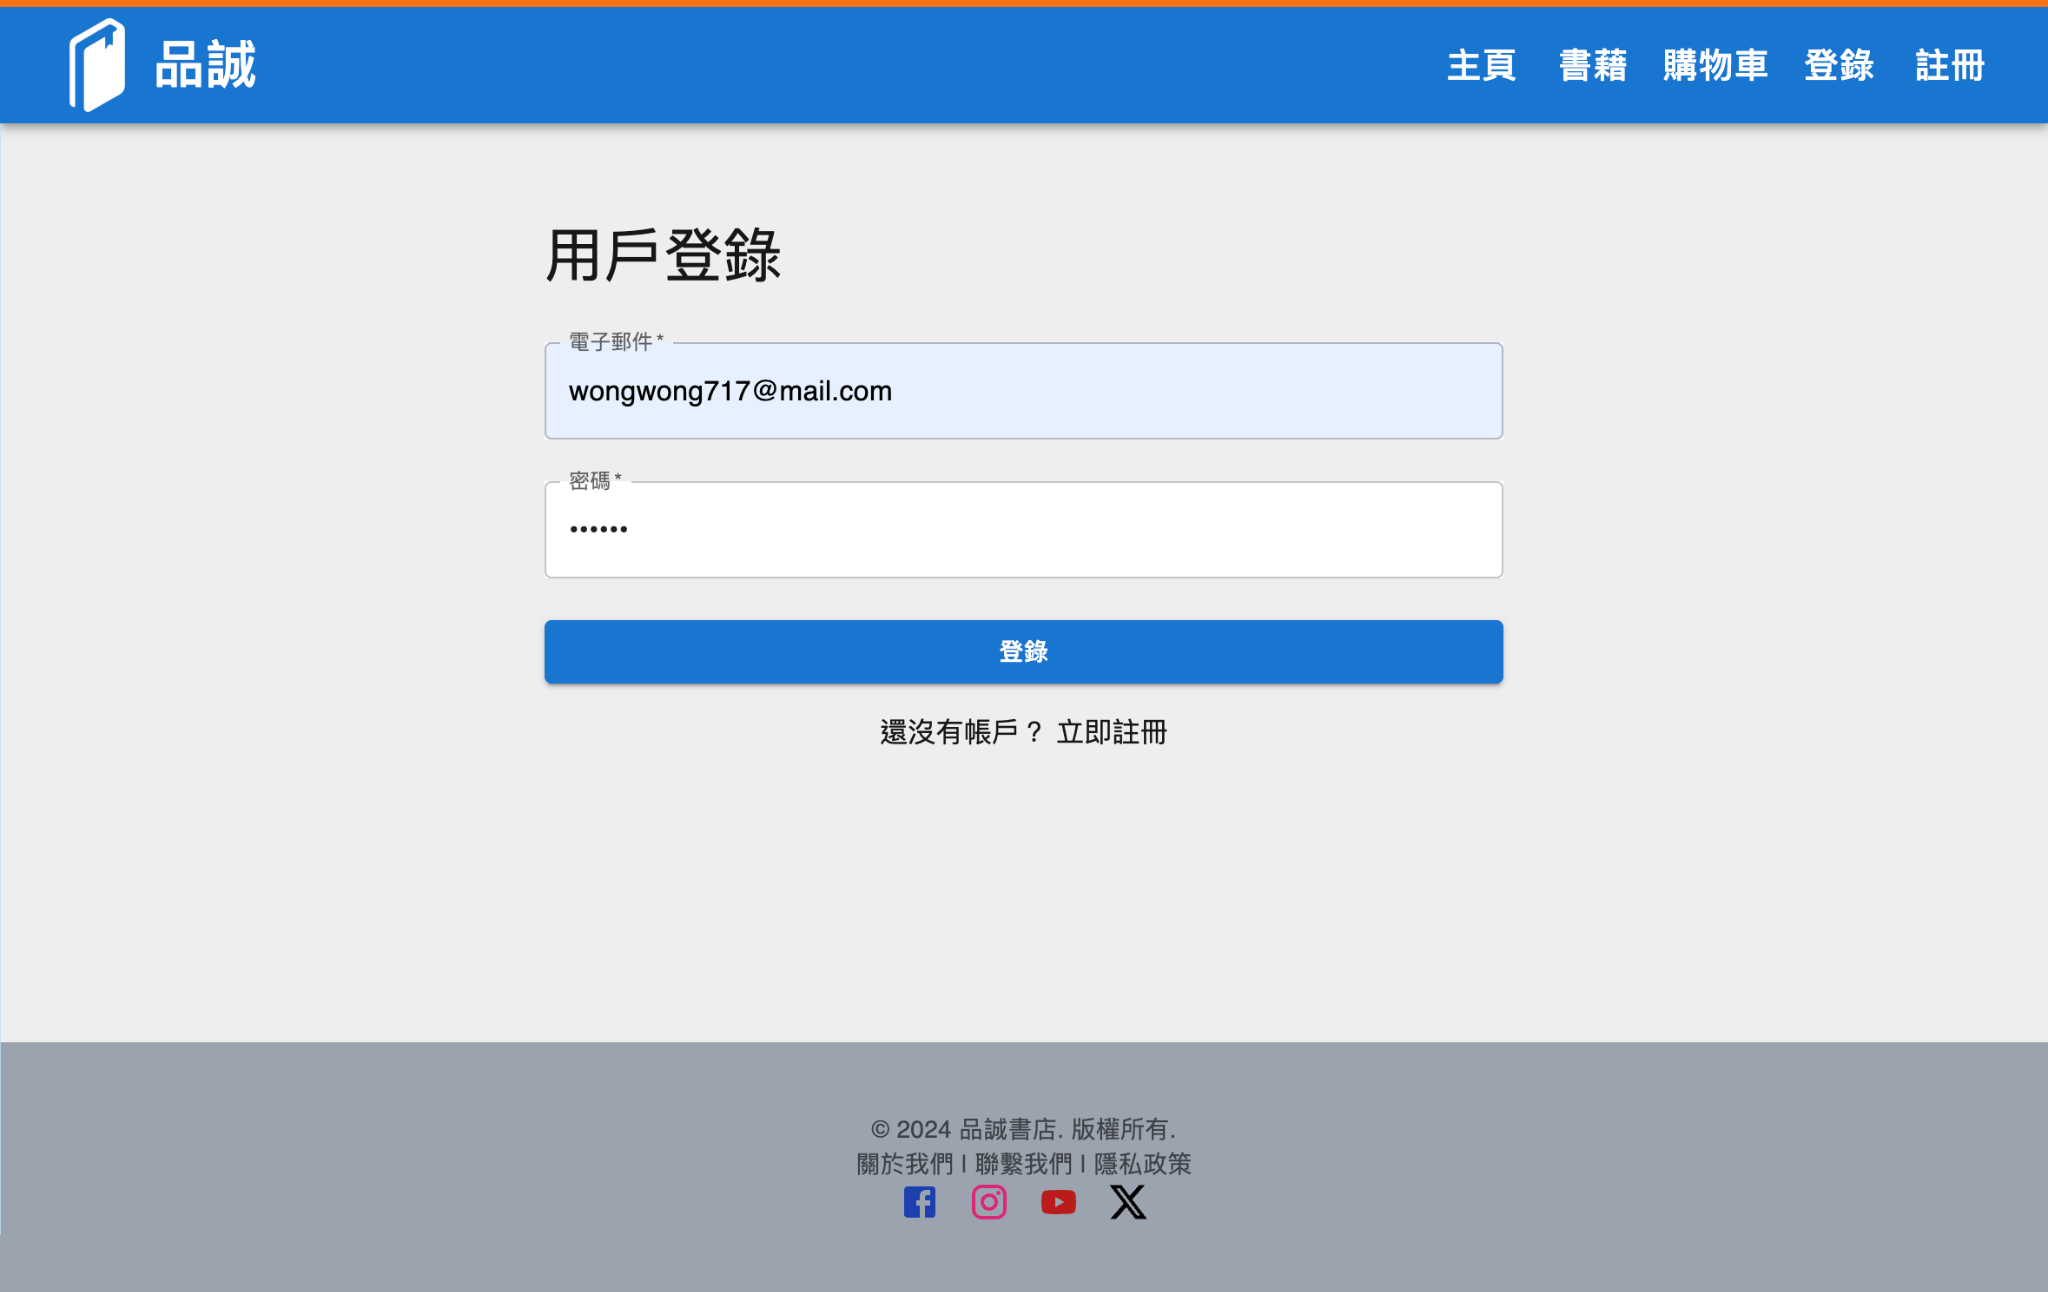 品誠
主頁 書藉 購物車 登錄 註冊
用戶登錄
電子郵件*
wongwong717@mail.com
密碼*
••••••
登錄
還沒有帳戶？ 立即註冊
© 2024 品誠書店. 版權所有.
關於我們 | 聯繫我們 | 隱私政策